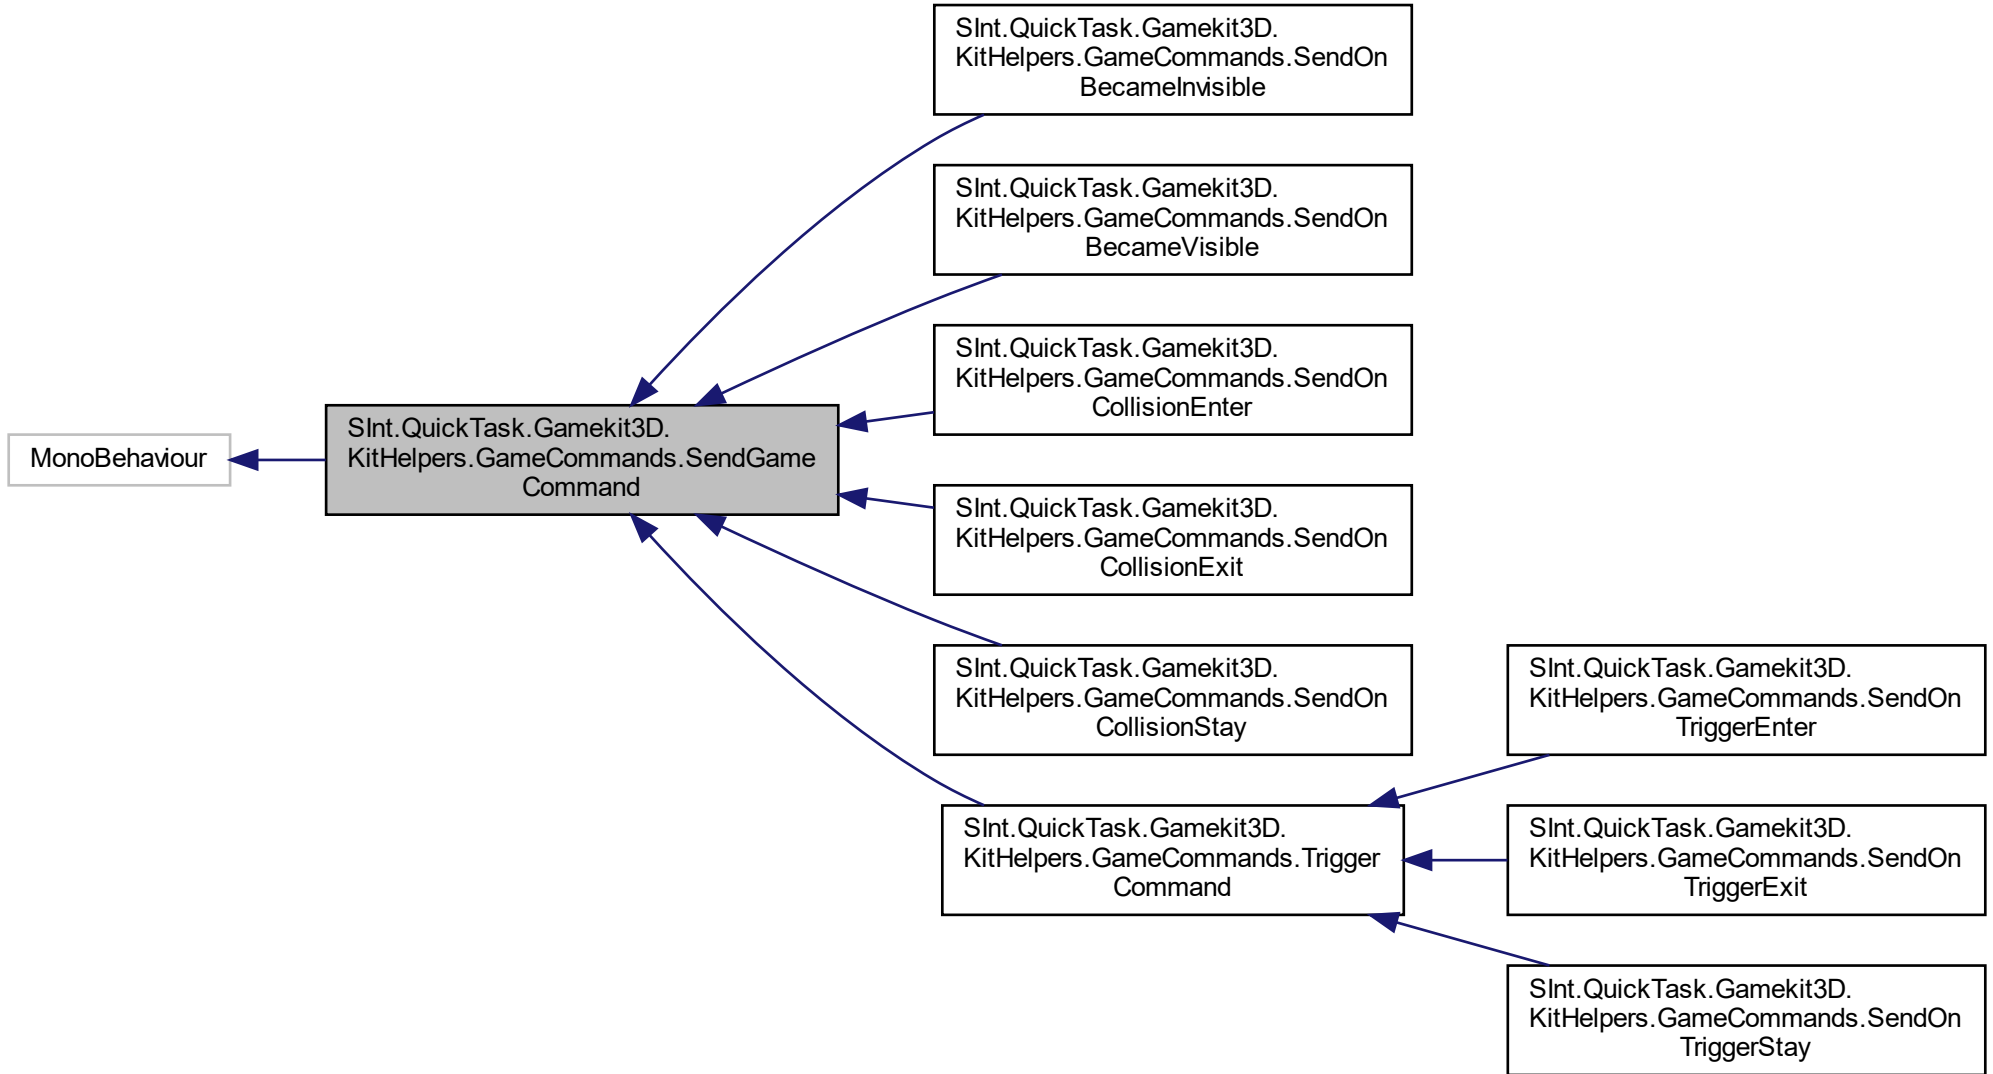 MonoBehaviour
SInt.QuickTask.Gamekit3D.
KitHelpers.GameCommands.SendGame
Command
SInt.QuickTask.Gamekit3D.
KitHelpers.GameCommands.SendOn
BecameInvisible
SInt.QuickTask.Gamekit3D.
KitHelpers.GameCommands.SendOn
BecameVisible
SInt.QuickTask.Gamekit3D.
KitHelpers.GameCommands.SendOn
CollisionEnter
SInt.QuickTask.Gamekit3D.
KitHelpers.GameCommands.SendOn
CollisionExit
SInt.QuickTask.Gamekit3D.
KitHelpers.GameCommands.SendOn
CollisionStay
SInt.QuickTask.Gamekit3D.
KitHelpers.GameCommands.Trigger
Command
SInt.QuickTask.Gamekit3D.
KitHelpers.GameCommands.SendOn
TriggerEnter
SInt.QuickTask.Gamekit3D.
KitHelpers.GameCommands.SendOn
TriggerExit
SInt.QuickTask.Gamekit3D.
KitHelpers.GameCommands.SendOn
TriggerStay